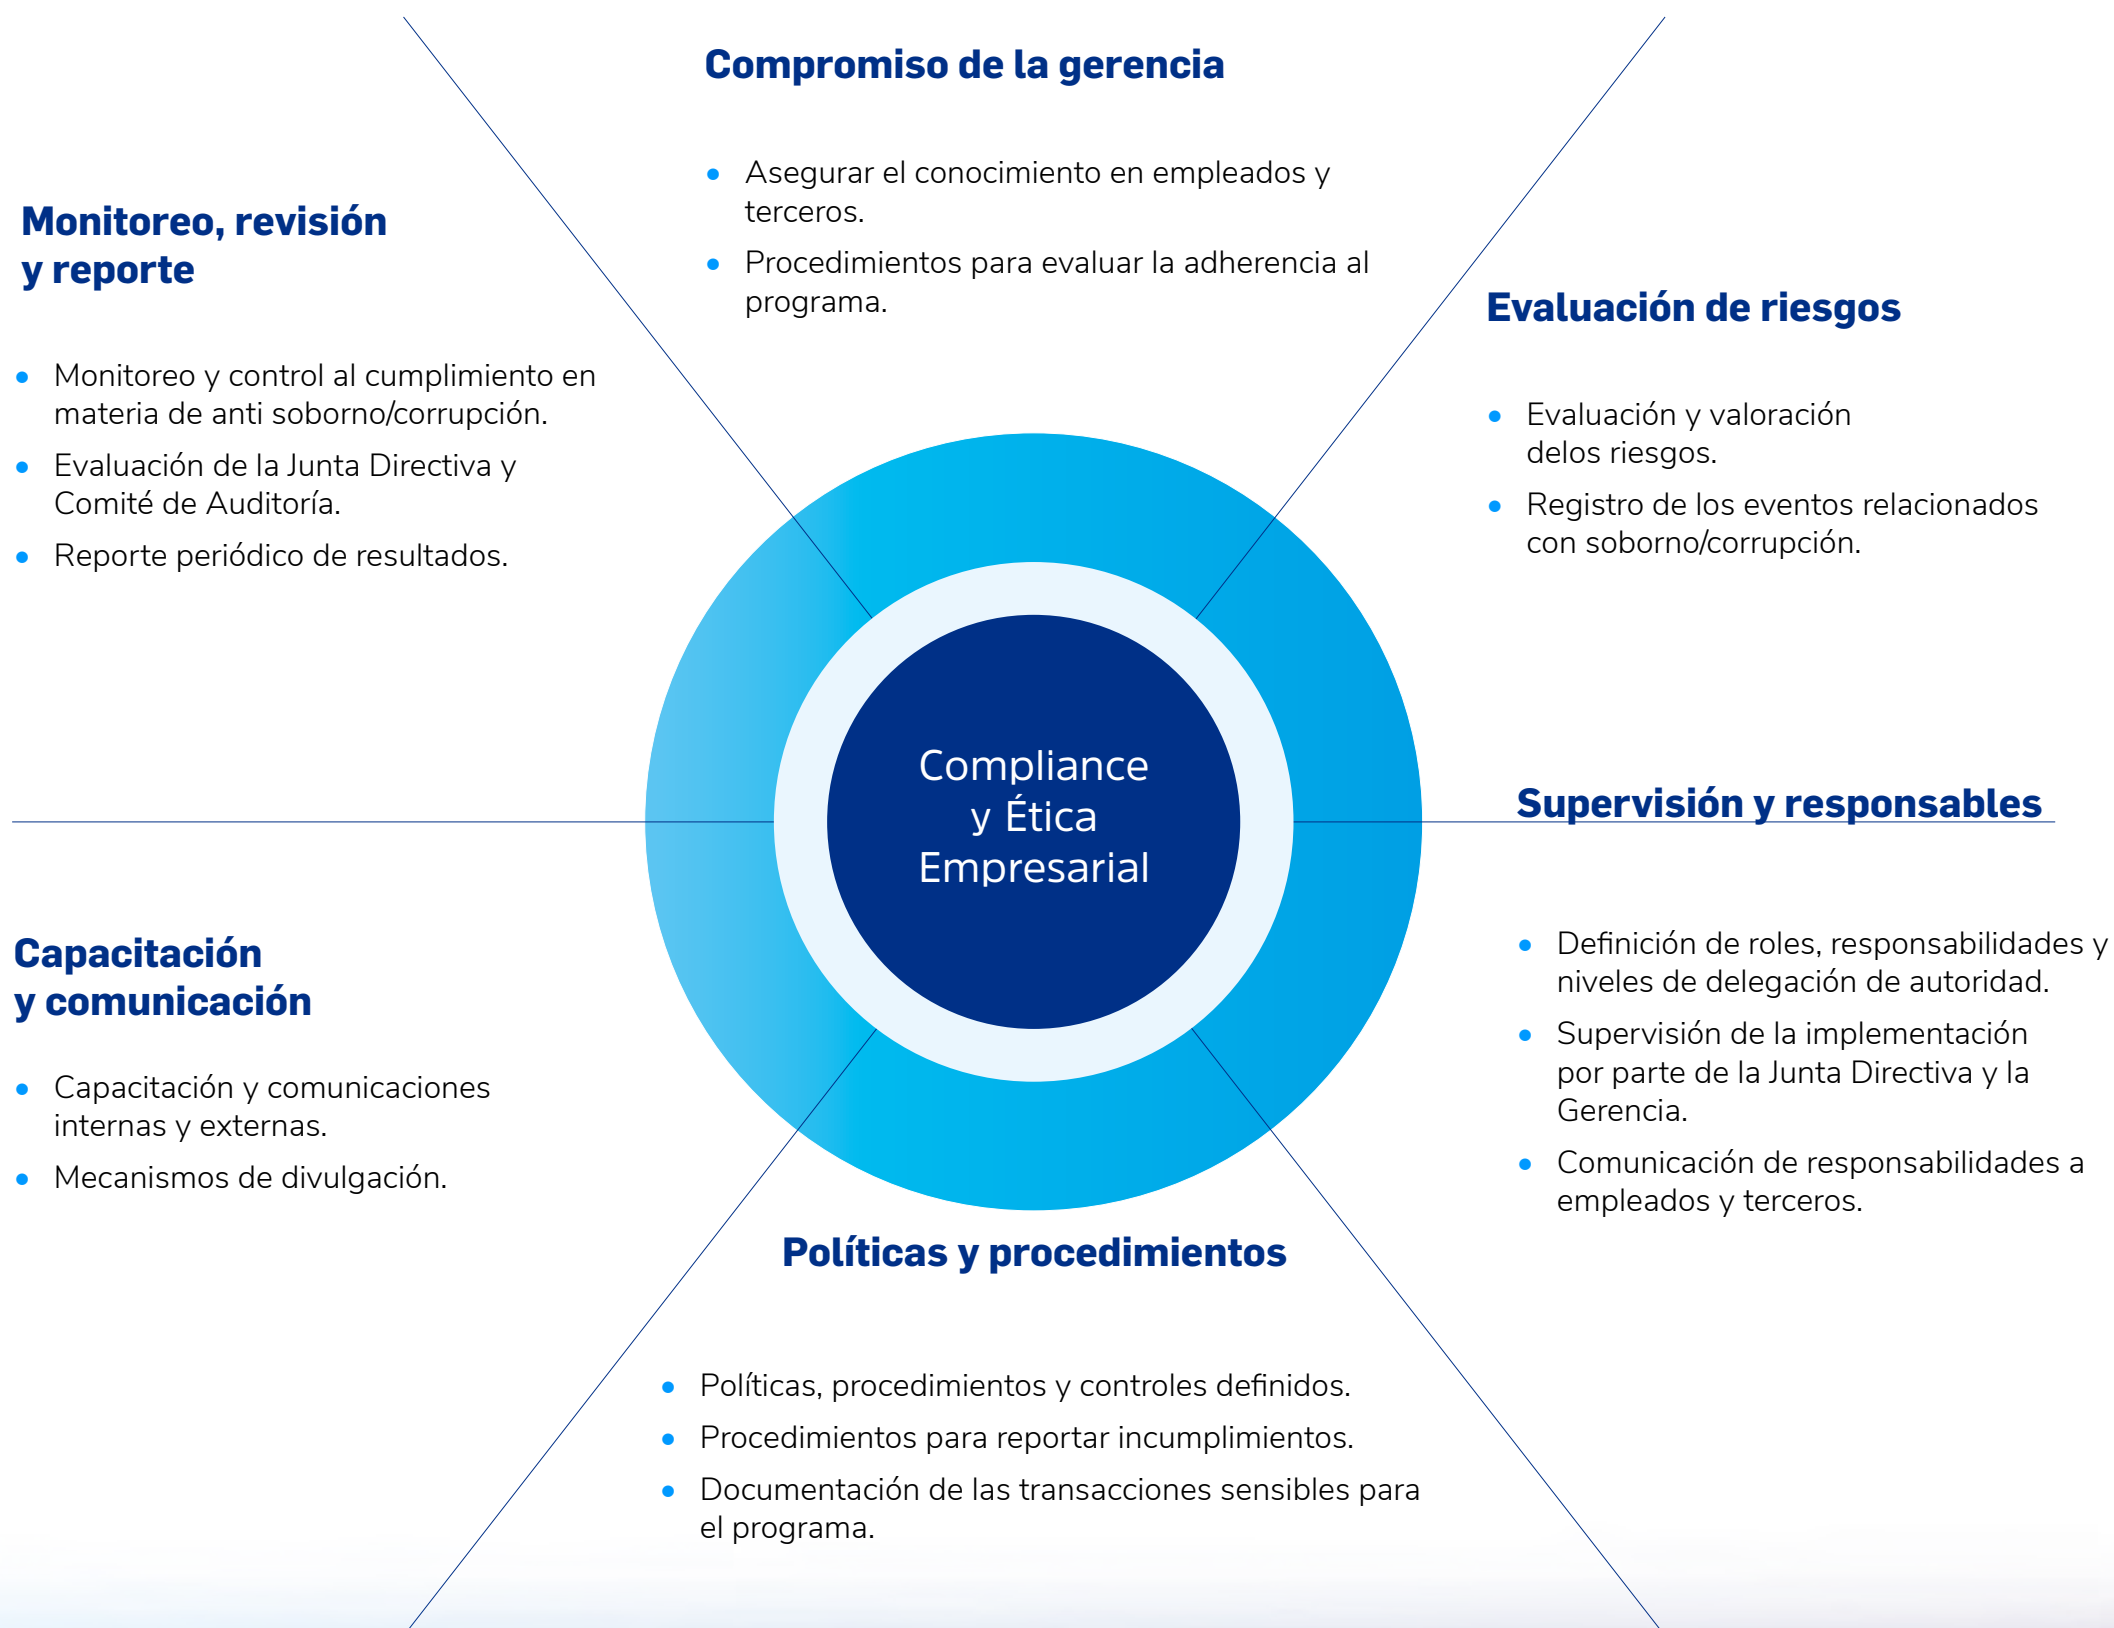 Compromiso de la gerencia
• Asegurar el conocimiento en empleados y
terceros.
• Procedimientos para evaluar la adherencia al
programa.
Evaluación de riesgos
• Evaluación y valoración
delos riesgos.
• Registro de los eventos relacionados
con soborno/corrupción.
Supervisión y responsables
• Definición de roles, responsabilidades y
niveles de delegación de autoridad.
• Supervisión de la implementación
por parte de la Junta Directiva y la
Gerencia.
• Comunicación de responsabilidades a
empleados y terceros.
Políticas y procedimientos
• Políticas, procedimientos y controles definidos.
• Procedimientos para reportar incumplimientos.
• Documentación de las transacciones sensibles para
el programa.
Capacitación
y comunicación
• Capacitación y comunicaciones
internas y externas.
• Mecanismos de divulgación.
Monitoreo, revisión
y reporte
• Monitoreo y control al cumplimiento en
materia de anti soborno/corrupción.
• Evaluación de la Junta Directiva y
Comité de Auditoría.
• Reporte periódico de resultados.
Compliance
y Ética
Empresarial